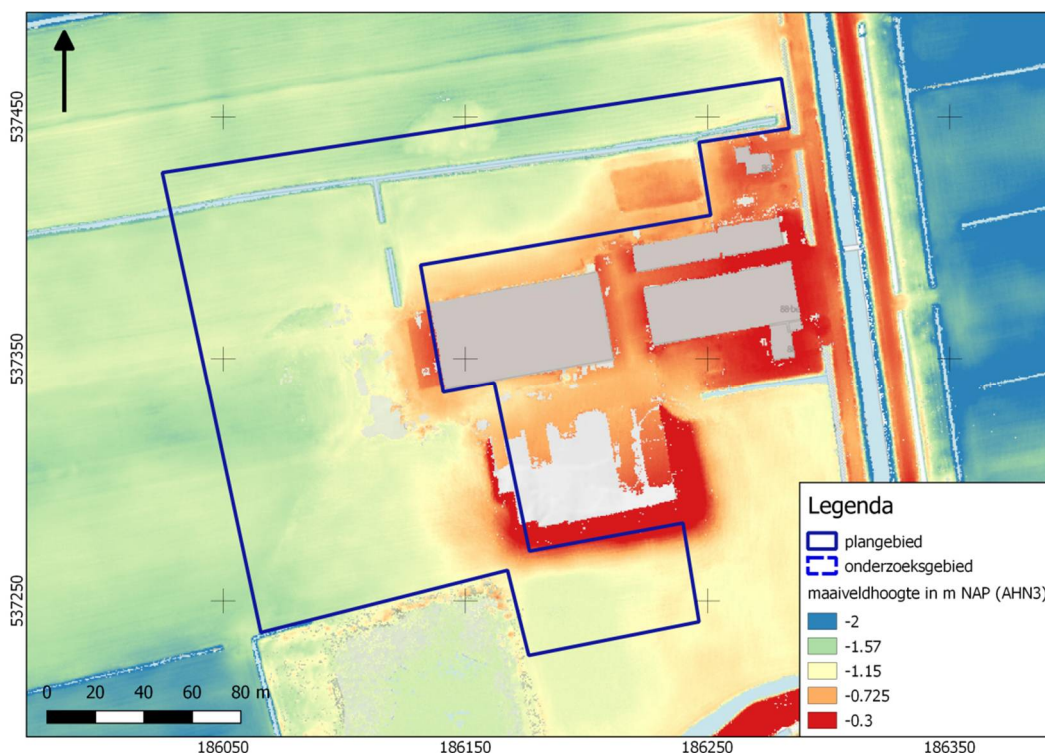 537450
537350
537250
Legenda
plangebied
onderzoeksgebied
maaiveldhoogte in m NAP (AHN3)
-2
-1.57
-1.15
-0.725
-0.3
0 20 40 60 80 m
186050 186150 186250 186350